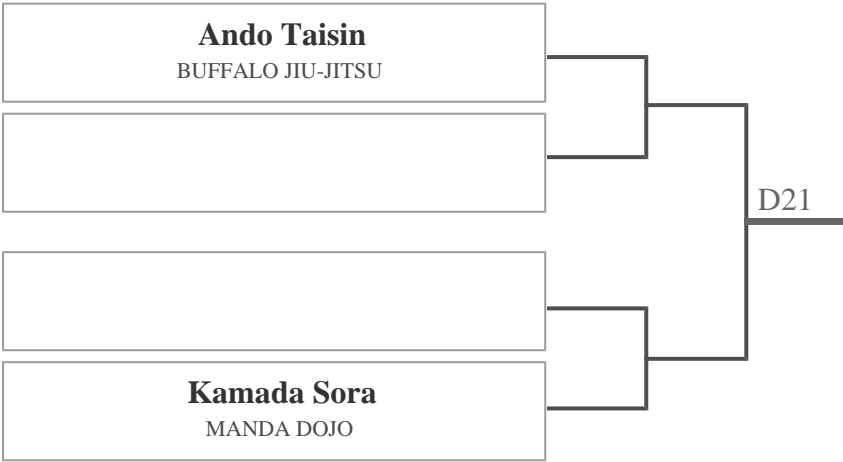 Ando Taisin
BUFFALO JIU-JITSU
D21
Kamada Sora
MANDA DOJO